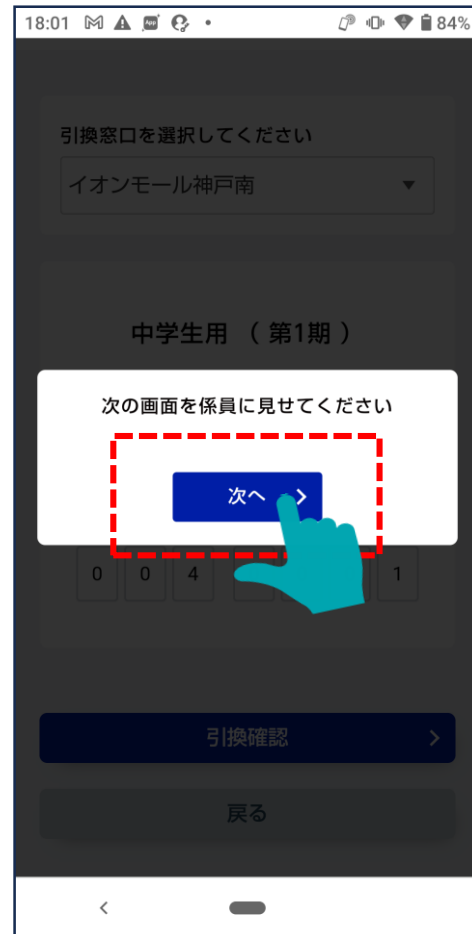 18:01
84%
引換窓口を選択してください
イオンモール神戸南
中学生用 ( 第1期 )
次の画面を係員に見せてください
次へ
0 0 4 1
引換確認
戻る